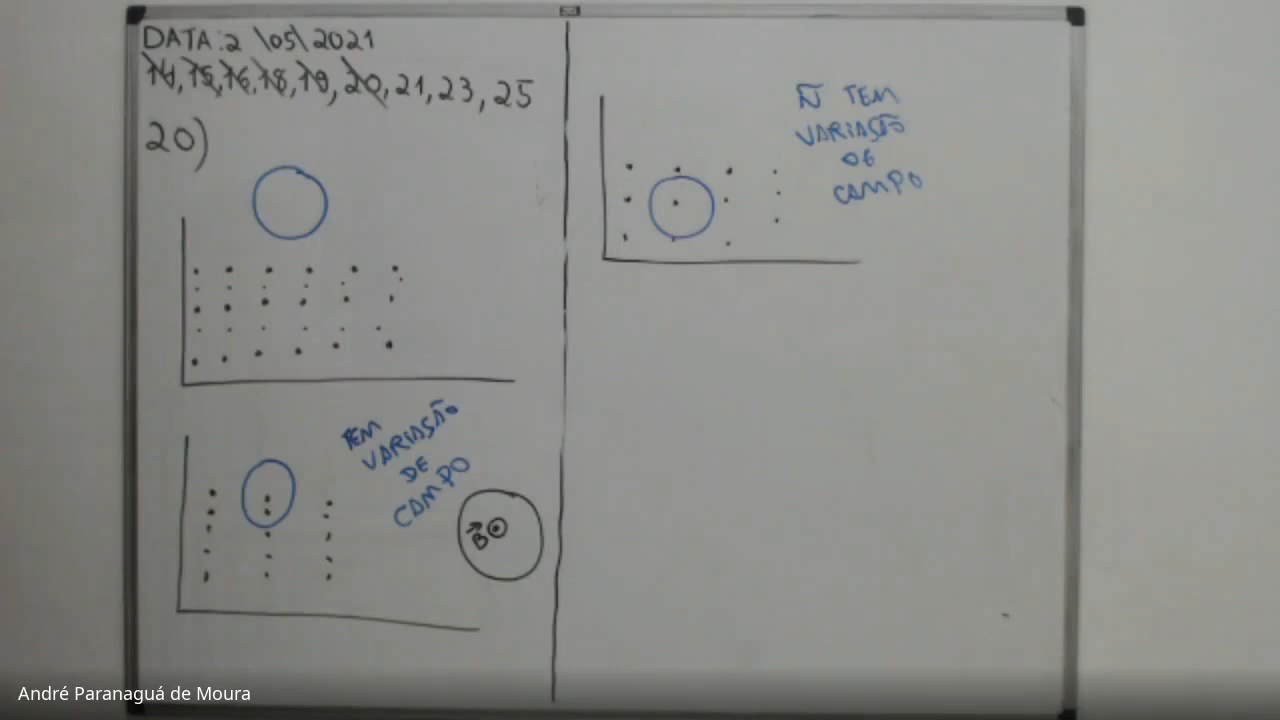 DATA: 2 \05\ 2021
14, 15, 16, 18, 19, 20, 21, 23, 25
20)
TEM
VARIAÇÃO
DE
CAMPO
B
Ñ TEM
VARIAÇÃO
DE
CAMPO
André Paranaguá de Moura